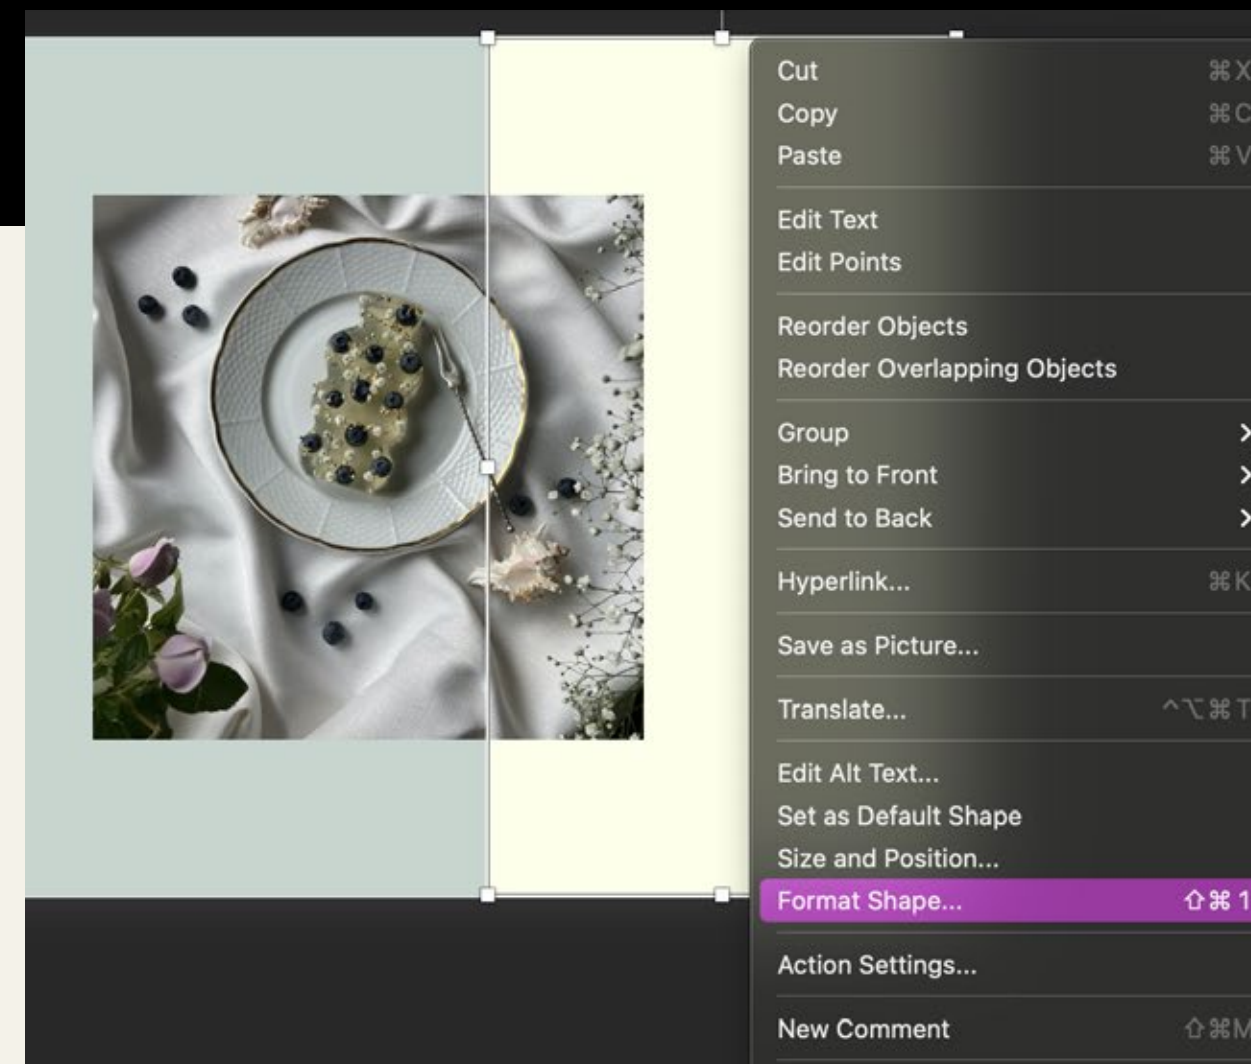 Cut ⌘X
Copy ⌘C
Paste ⌘V
Edit Text
Edit Points
Reorder Objects
Reorder Overlapping Objects
Group
Bring to Front
Send to Back
Hyperlink... ⌘K
Save as Picture...
Translate... ^⌥⌘T
Edit Alt Text...
Set as Default Shape
Size and Position...
Format Shape... ⇧⌘1
Action Settings...
New Comment ⇧⌘M